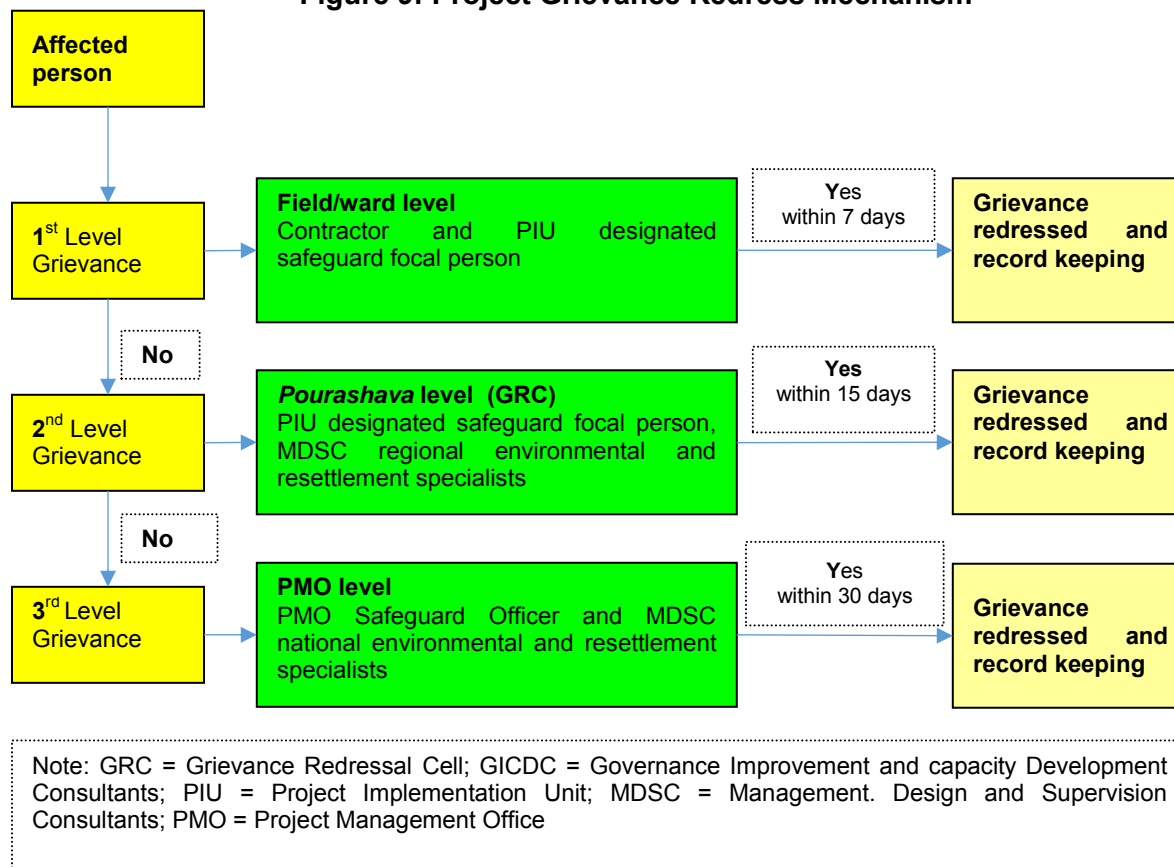 Figure Project Grievance Redress Mechanism
Affected
person
1st Level
Grievance
Field/ward level
Contractor and PIU designated
safeguard focal person
Yes
within 7 days
Grievance
redressed and
record keeping
No
2nd Level
Grievance
Pourashava level (GRC)
PIU designated safeguard focal person,
MDSC regional environmental and
resettlement specialists
Yes
within 15 days
Grievance
redressed and
record keeping
No
3rd Level
Grievance
PMO level
PMO Safeguard Officer and MDSC
national environmental and resettlement
specialists
Yes
within 30 days
Grievance
redressed and
record keeping
Note: GRC = Grievance Redressal Cell; GICDC = Governance Improvement and capacity Development
Consultants; PIU = Project Implementation Unit; MDSC = Management. Design and Supervision
Consultants; PMO = Project Management Office